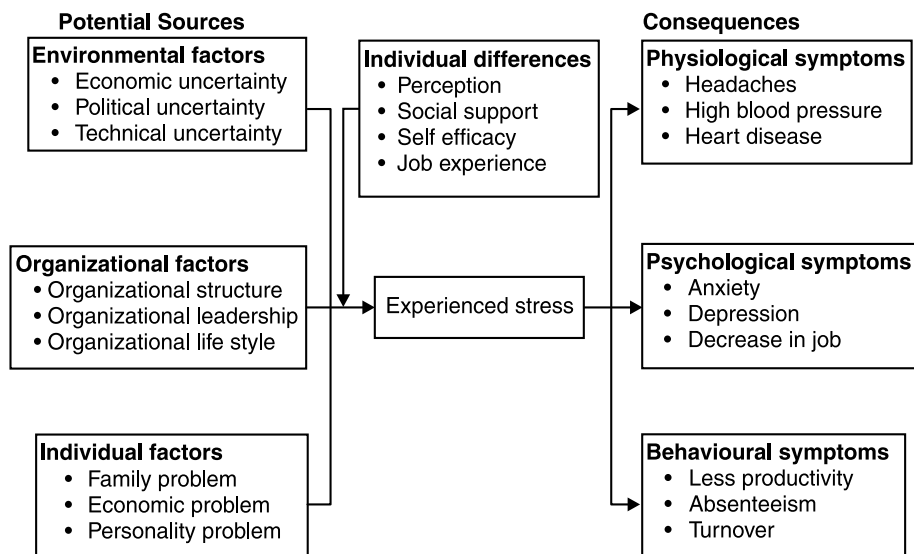 Potential Sources
Environmental factors
• Economic uncertainty
• Political uncertainty
• Technical uncertainty
Organizational factors
• Organizational structure
• Organizational leadership
• Organizational life style
Individual factors
• Family problem
• Economic problem
• Personality problem
Individual differences
• Perception
• Social support
• Self efficacy
• Job experience
Experienced stress
Consequences
Physiological symptoms
• Headaches
• High blood pressure
• Heart disease
Psychological symptoms
• Anxiety
• Depression
• Decrease in job
Behavioural symptoms
• Less productivity
• Absenteeism
• Turnover